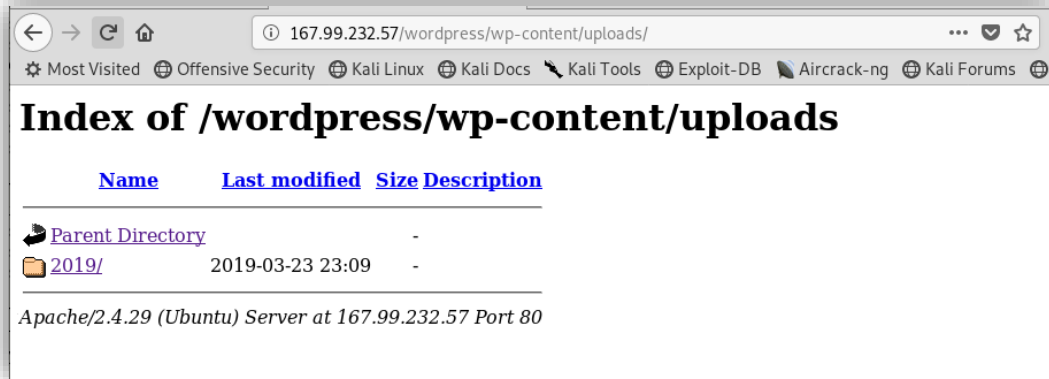 167.99.232.57/wordpress/wp-content/uploads/
Most Visited Offensive Security Kali Linux Kali Docs Kali Tools Exploit-DB Aircrack-ng Kali Forums
Index of /wordpress/wp-content/uploads
Name Last modified Size Description
Parent Directory -
2019/ 2019-03-23 23:09 -
Apache/2.4.29 (Ubuntu) Server at 167.99.232.57 Port 80